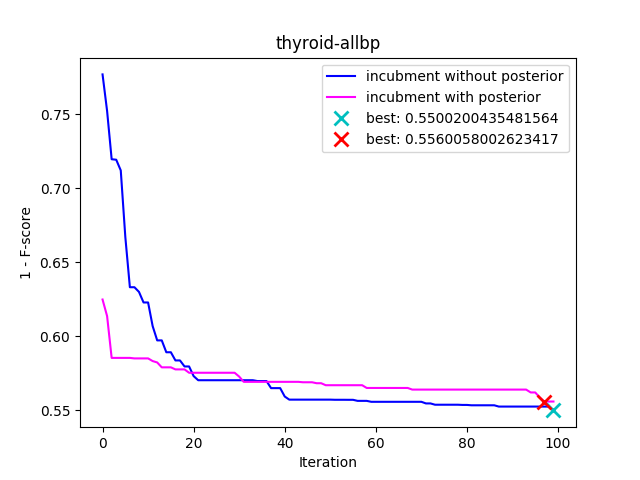 thyroid-allbp
incubment without posterior
incubment with posterior
best: 0.5500200435481564
best: 0.5560058002623417
1 - F-score
0.75
0.70
0.65
0.60
0.55
0
20
40
60
80
100
Iteration